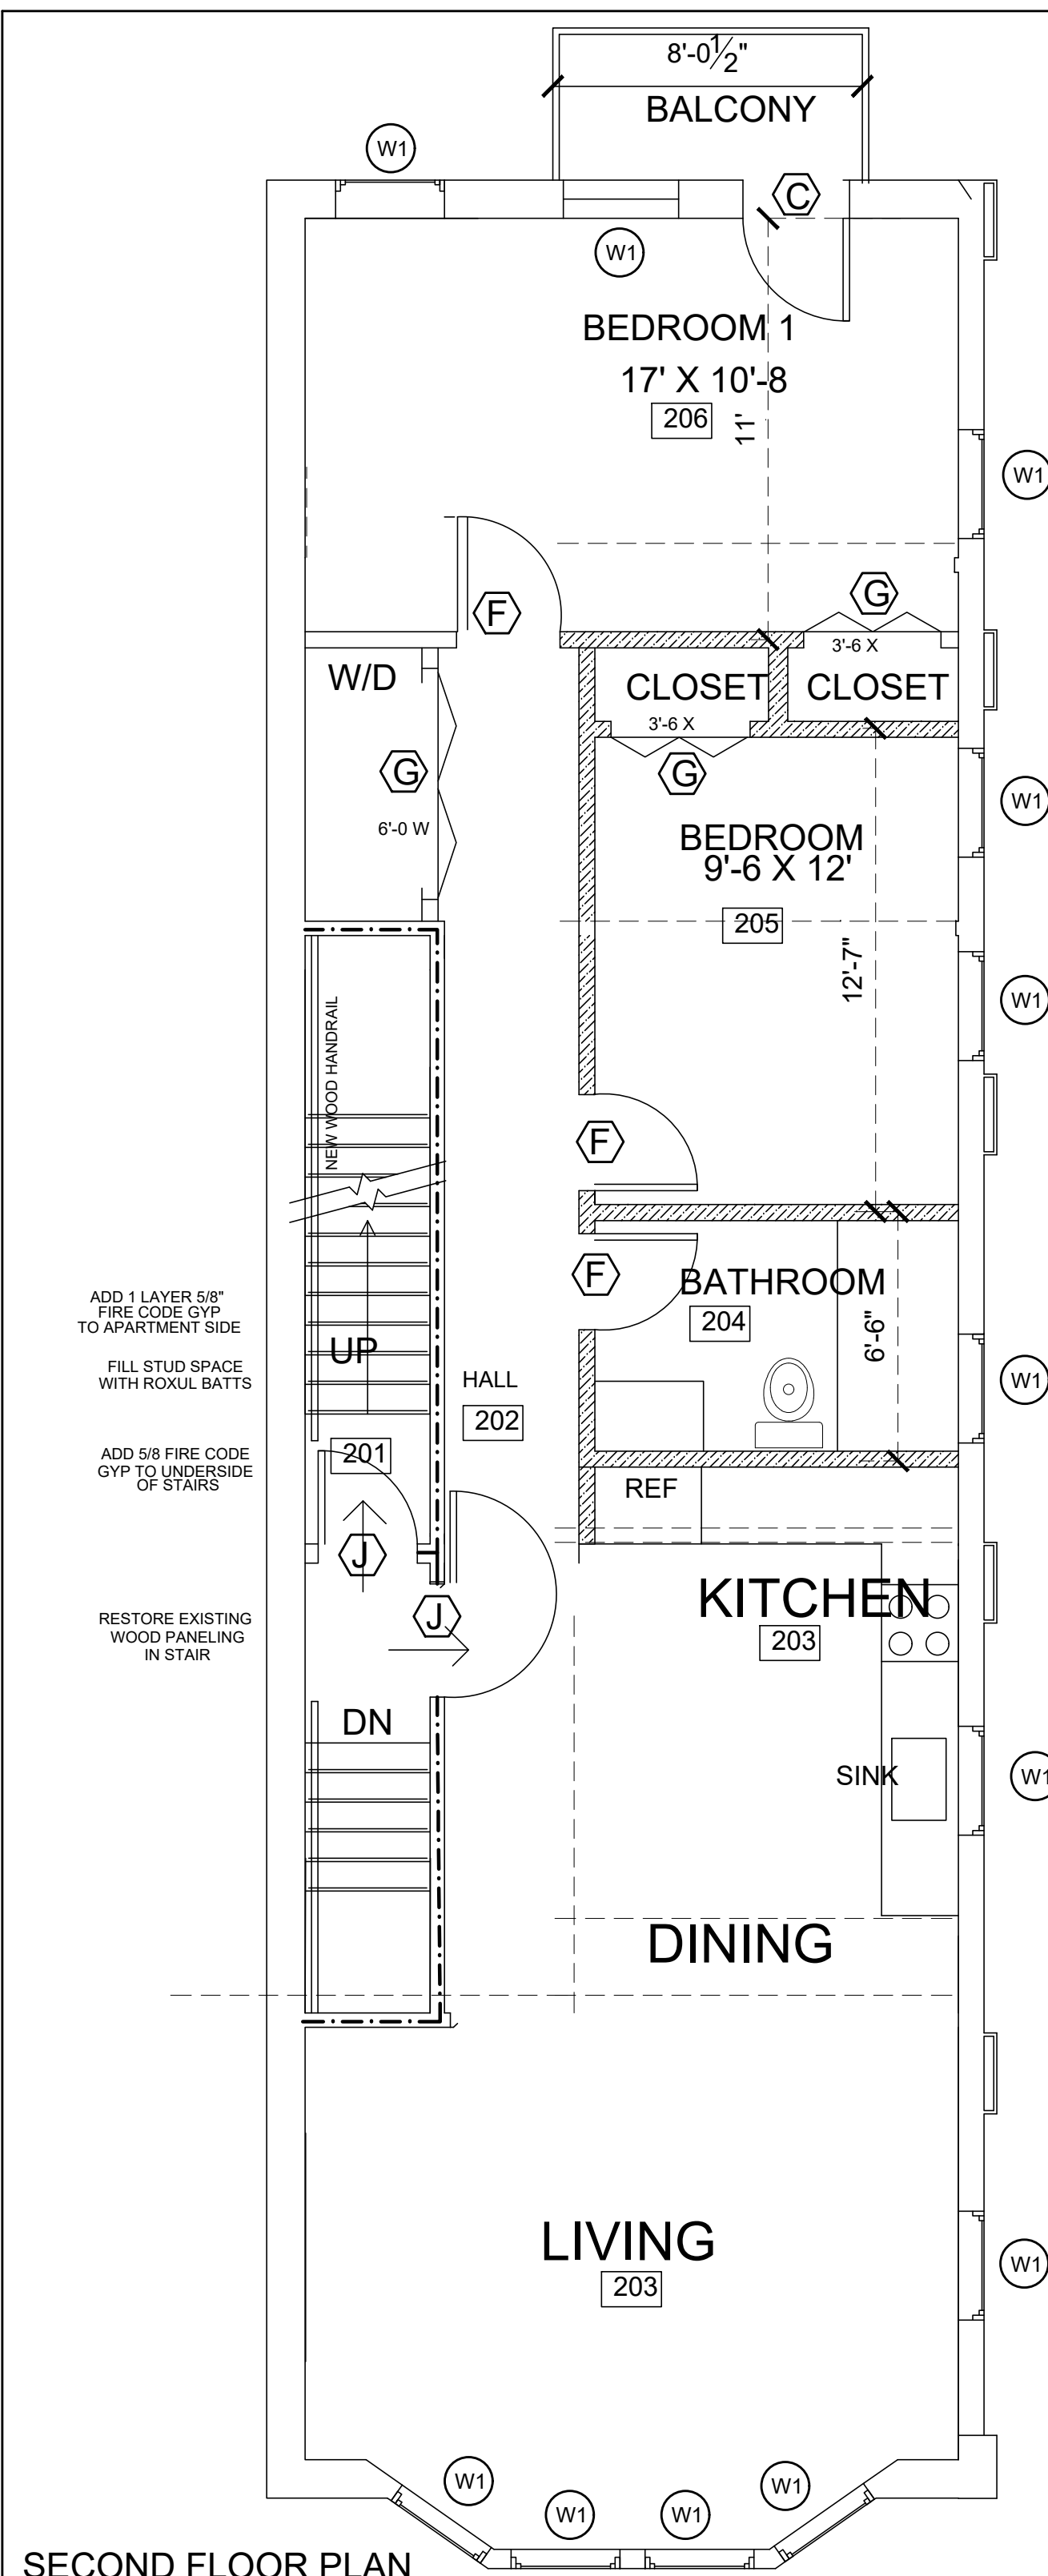 8'-0 1/2"
BALCONY
W1
C
W1
BEDROOM 1
17' X 10'-8
206
11'
W1
F
G
3'-6 X
W/D
CLOSET
CLOSET
3'-6 X
G
G
W1
6'-0 W
BEDROOM
9'-6 X 12'
205
12'-7"
W1
NEW WOOD HANDRAIL
F
F
BATHROOM
204
6'-6"
ADD 1 LAYER 5/8"
FIRE CODE GYP
TO APARTMENT SIDE
UP
FILL STUD SPACE
WITH ROXUL BATTS
HALL
202
W1
201
ADD 5/8 FIRE CODE
GYP TO UNDERSIDE
OF STAIRS
REF
J
KITCHEN
203
J
RESTORE EXISTING
WOOD PANELING
IN STAIR
DN
SINK
W1
DINING
LIVING
203
W1
W1
W1
W1
W1
SECOND FLOOR PLAN